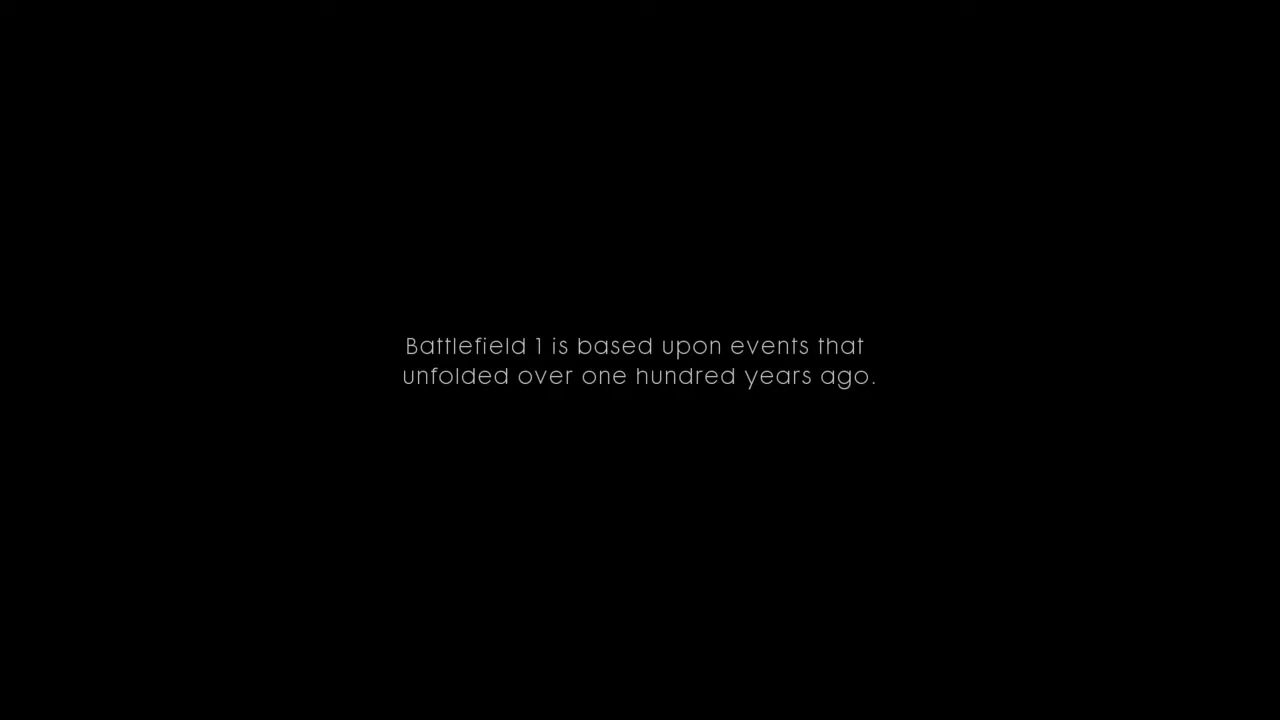 Battlefield 1 is based upon events that
unfolded over one hundred years ago.